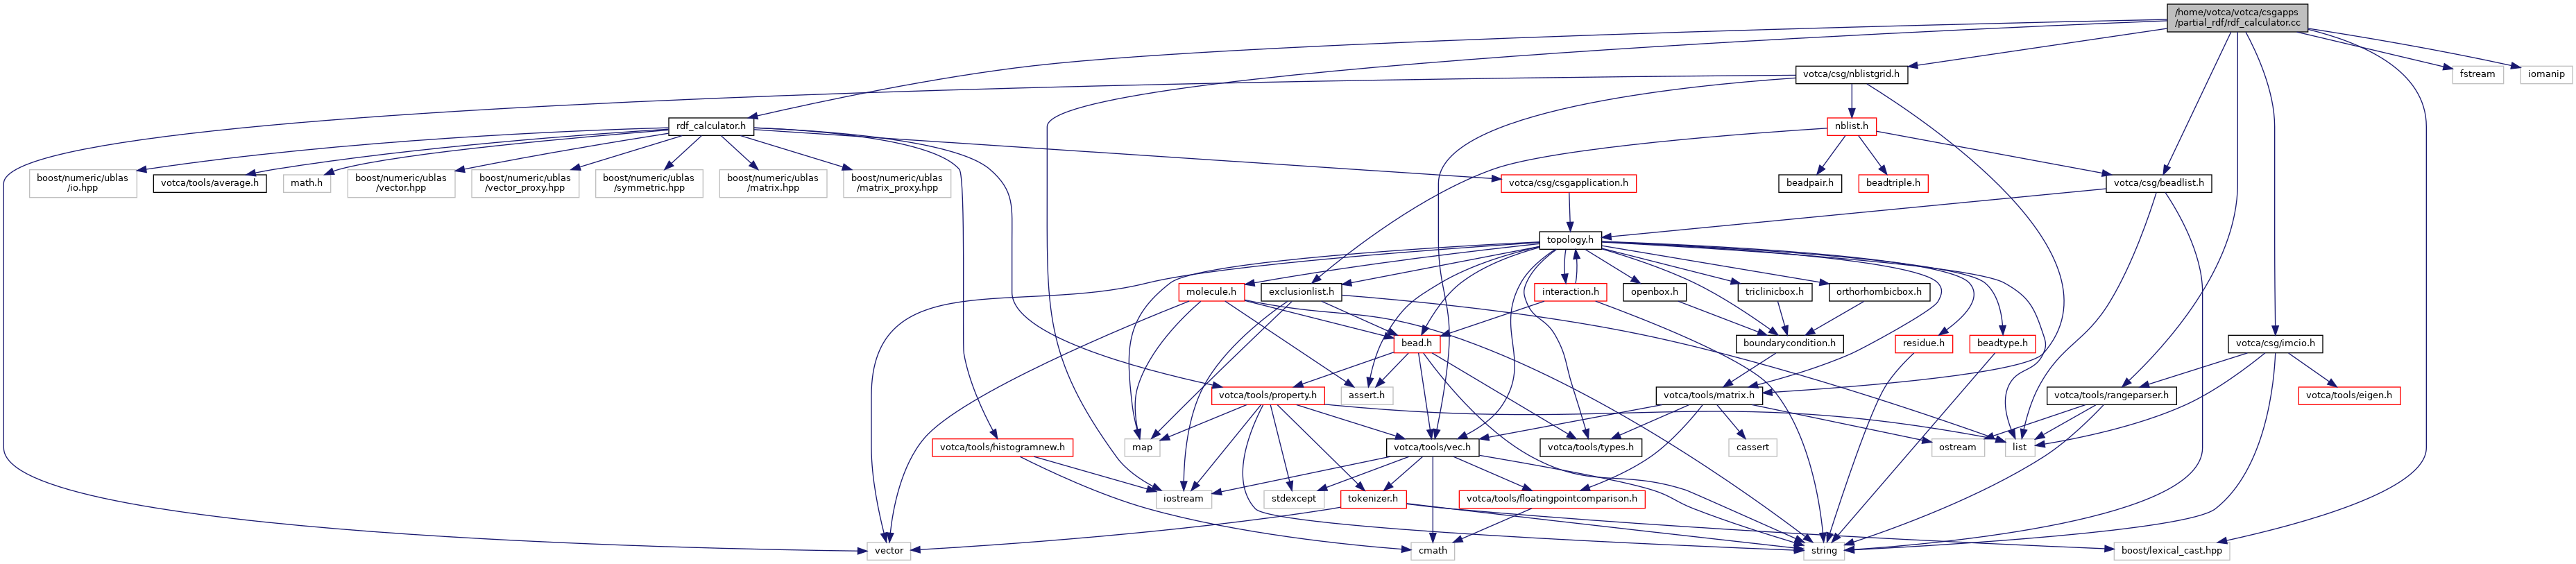 /home/votca/votca/csgapps
/partial_rdf/rdf_calculator.cc
votca/csg/nblistgrid.h
fstream
iomanip
rdf_calculator.h
nblist.h
boost/numeric/ublas
/io.hpp
votca/tools/average.h
math.h
boost/numeric/ublas
/vector.hpp
boost/numeric/ublas
/vector_proxy.hpp
boost/numeric/ublas
/symmetric.hpp
boost/numeric/ublas
/matrix.hpp
boost/numeric/ublas
/matrix_proxy.hpp
votca/csg/csgapplication.h
beadpair.h
beadtriple.h
votca/csg/beadlist.h
topology.h
molecule.h
exclusionlist.h
interaction.h
openbox.h
triclinicbox.h
orthorhombicbox.h
bead.h
boundarycondition.h
residue.h
beadtype.h
votca/csg/imcio.h
votca/tools/property.h
assert.h
votca/tools/matrix.h
votca/tools/rangeparser.h
votca/tools/eigen.h
votca/tools/histogramnew.h
map
votca/tools/vec.h
votca/tools/types.h
cassert
ostream
list
iostream
stdexcept
tokenizer.h
votca/tools/floatingpointcomparison.h
vector
cmath
string
boost/lexical_cast.hpp